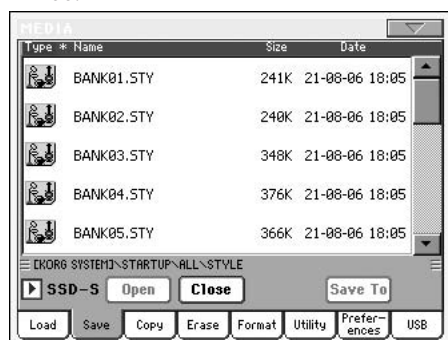 MEDIA
Type * Name Size Date
BANK01.STY 241K 21-08-06 18:05
BANK02.STY 240K 21-08-06 18:05
BANK03.STY 348K 21-08-06 18:05
BANK04.STY 376K 21-08-06 18:05
BANK05.STY 366K 21-08-06 18:05
[KORG SYSTEM]\STARTUP\ALL\STYLE
SSD-S Open Close Save To
Load Save Copy Erase Format Utility Prefer-
ences USB